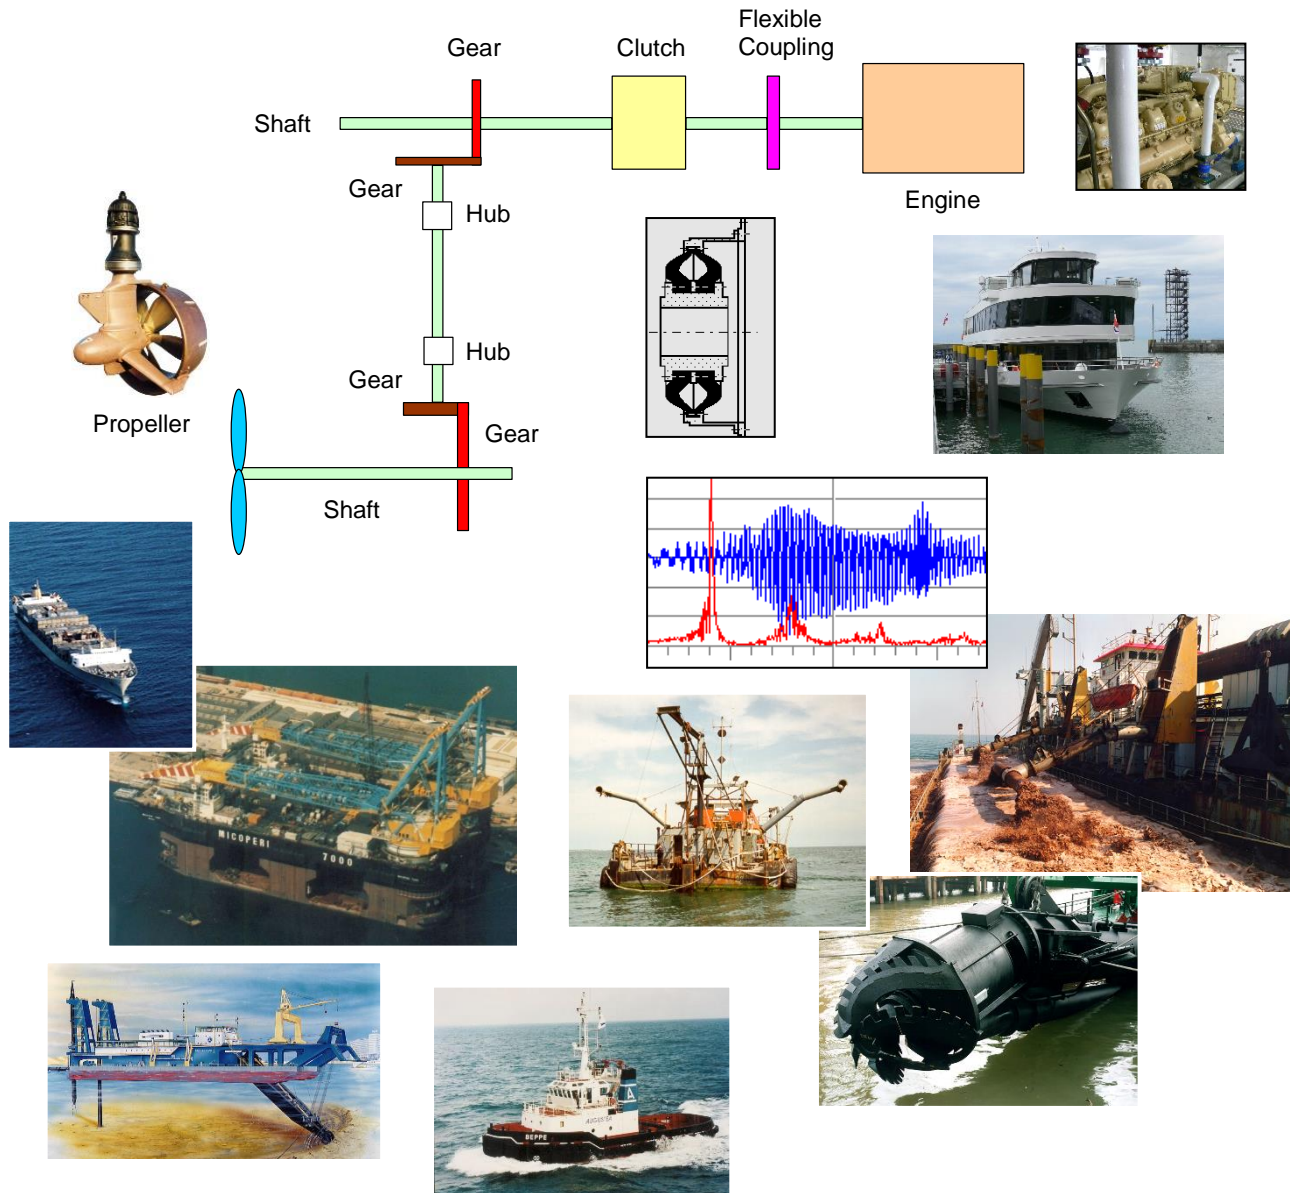 Flexible
Coupling
Gear
Clutch
Shaft
Gear
Hub
Engine
Hub
Gear
Propeller
Gear
Shaft
MICOPERI 7000
BEPPE